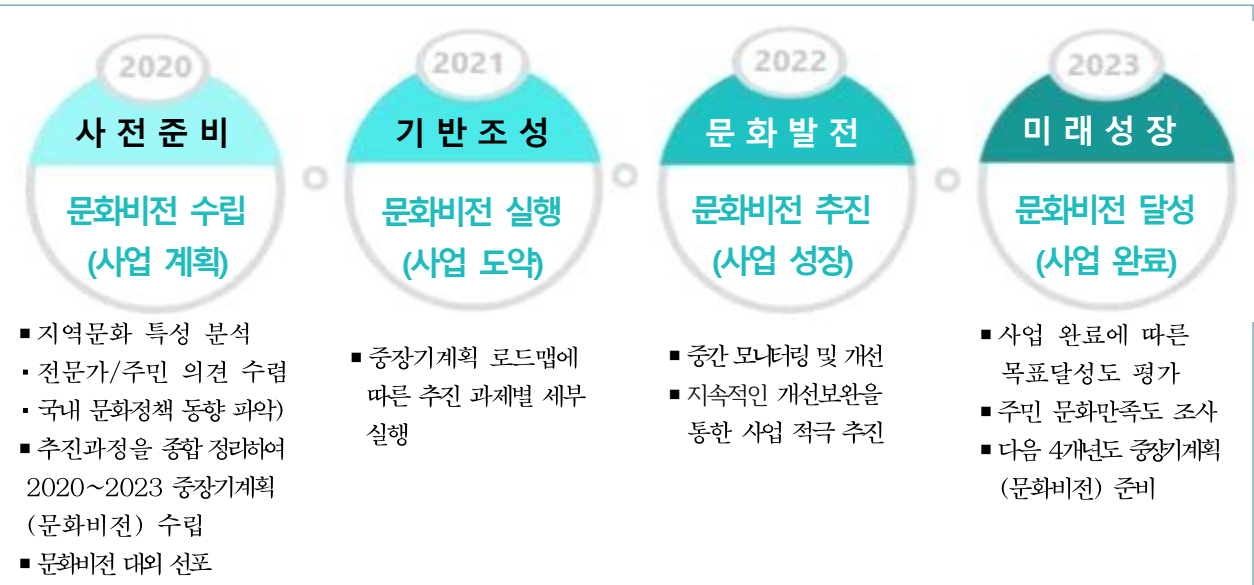 2020
사전준비
문화비전 수립
(사업 계획)
■ 지역문화 특성 분석
▪ 전문가/주민 의견 수렴
▪ 국내 문화정책 동향 파악)
■ 추진과정을 종합 정리하여
2020~2023 중장기계획
(문화비전) 수립
■ 문화비전 대외 선포
2021
기반조성
문화비전 실행
(사업 도약)
■ 중장기계획 로드맵에
따른 추진 과제별 세부
실행
2022
문화발전
문화비전 추진
(사업 성장)
■ 중간 모니터링 및 개선
■ 지속적인 개선보완을
통한 사업 적극 추진
2023
미래성장
문화비전 달성
(사업 완료)
■ 사업 완료에 따른
목표달성도 평가
■ 주민 문화만족도 조사
■ 다음 4개년도 중장기계획
(문화비전) 준비